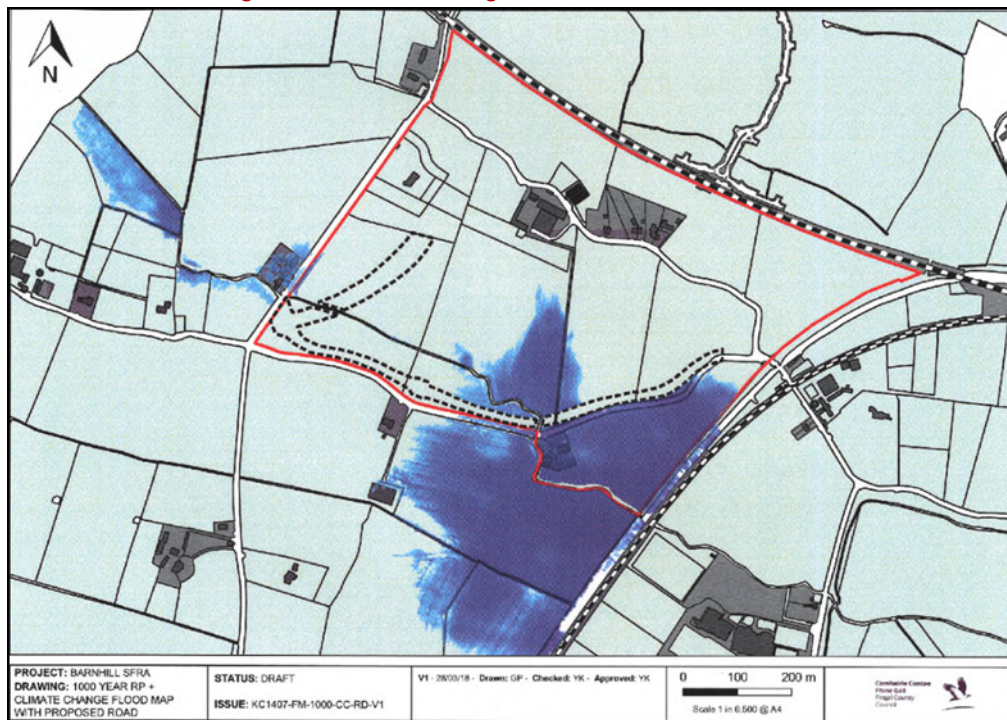 N
PROJECT: BARNHILL SFRA
DRAWING: 1000 YEAR RP +
CLIMATE CHANGE FLOOD MAP
WITH PROPOSED ROAD
STATUS: DRAFT
ISSUE: KC1407-FM-1000-CC-RD-V1
V1 - 28/03/18 - Drawn: GP - Checked: YK - Approved: YK
0 100 200 m
Scale 1 in 6,500 @ A4
Comhairle Contae
Fhine Gall
Fingal County
Council